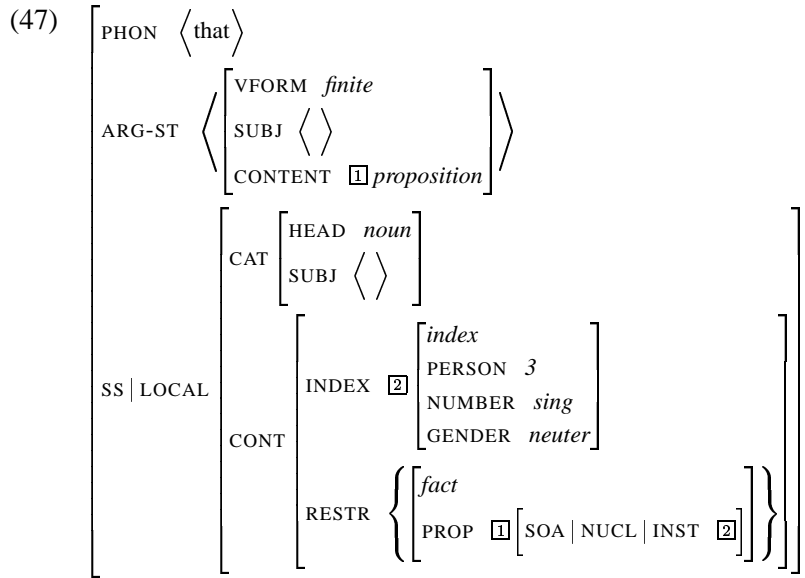 (47)
PHON ⟨that⟩
ARG-ST ⟨[VFORM finite
SUBJ ⟨ ⟩
CONTENT [1] proposition]⟩
SS | LOCAL
CAT [HEAD noun
SUBJ ⟨ ⟩]
CONT
INDEX [2] [index
PERSON 3
NUMBER sing
GENDER neuter]
RESTR {[fact
PROP [1] [SOA | NUCL | INST [2]]]}